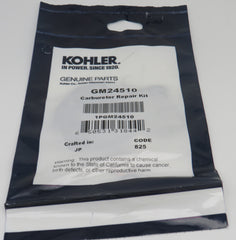 KOHLER
IN POWER. SINCE 1920.
GENUINE PARTS
GM24510
Carburetor Repair Kit
1PGM24510
Crafted in:
CODE
JP
825
WARNING: This product contains a chemical
known to the State of California to cause cancer,
birth defects, or other reproductive harm.